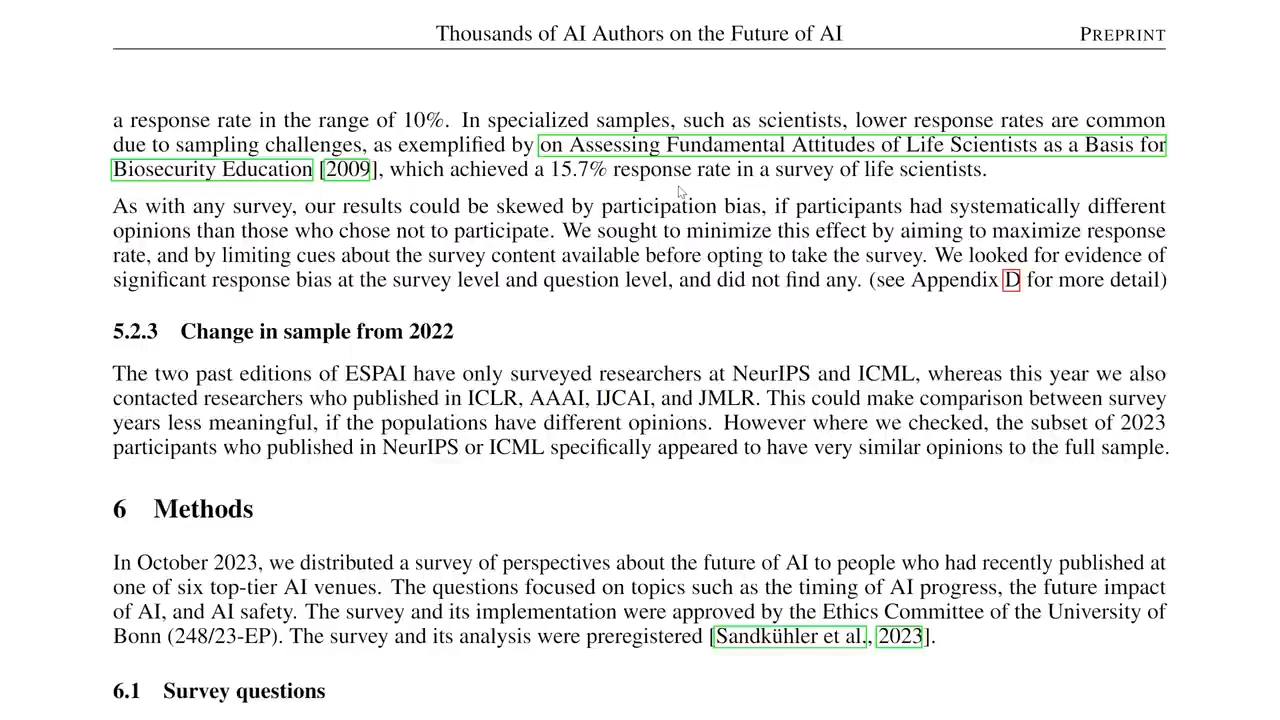 Thousands of AI Authors on the Future of AI PREPRINT
a response rate in the range of 10%. In specialized samples, such as scientists, lower response rates are common
due to sampling challenges, as exemplified by on Assessing Fundamental Attitudes of Life Scientists as a Basis for
Biosecurity Education [2009], which achieved a 15.7% response rate in a survey of life scientists.
As with any survey, our results could be skewed by participation bias, if participants had systematically different
opinions than those who chose not to participate. We sought to minimize this effect by aiming to maximize response
rate, and by limiting cues about the survey content available before opting to take the survey. We looked for evidence of
significant response bias at the survey level and question level, and did not find any. (see Appendix D for more detail)
5.2.3 Change in sample from 2022
The two past editions of ESPAI have only surveyed researchers at NeurIPS and ICML, whereas this year we also
contacted researchers who published in ICLR, AAAI, IJCAI, and JMLR. This could make comparison between survey
years less meaningful, if the populations have different opinions. However where we checked, the subset of 2023
participants who published in NeurIPS or ICML specifically appeared to have very similar opinions to the full sample.
6 Methods
In October 2023, we distributed a survey of perspectives about the future of AI to people who had recently published at
one of six top-tier AI venues. The questions focused on topics such as the timing of AI progress, the future impact
of AI, and AI safety. The survey and its implementation were approved by the Ethics Committee of the University of
Bonn (248/23-EP). The survey and its analysis were preregistered [Sandkühler et al., 2023].
6.1 Survey questions